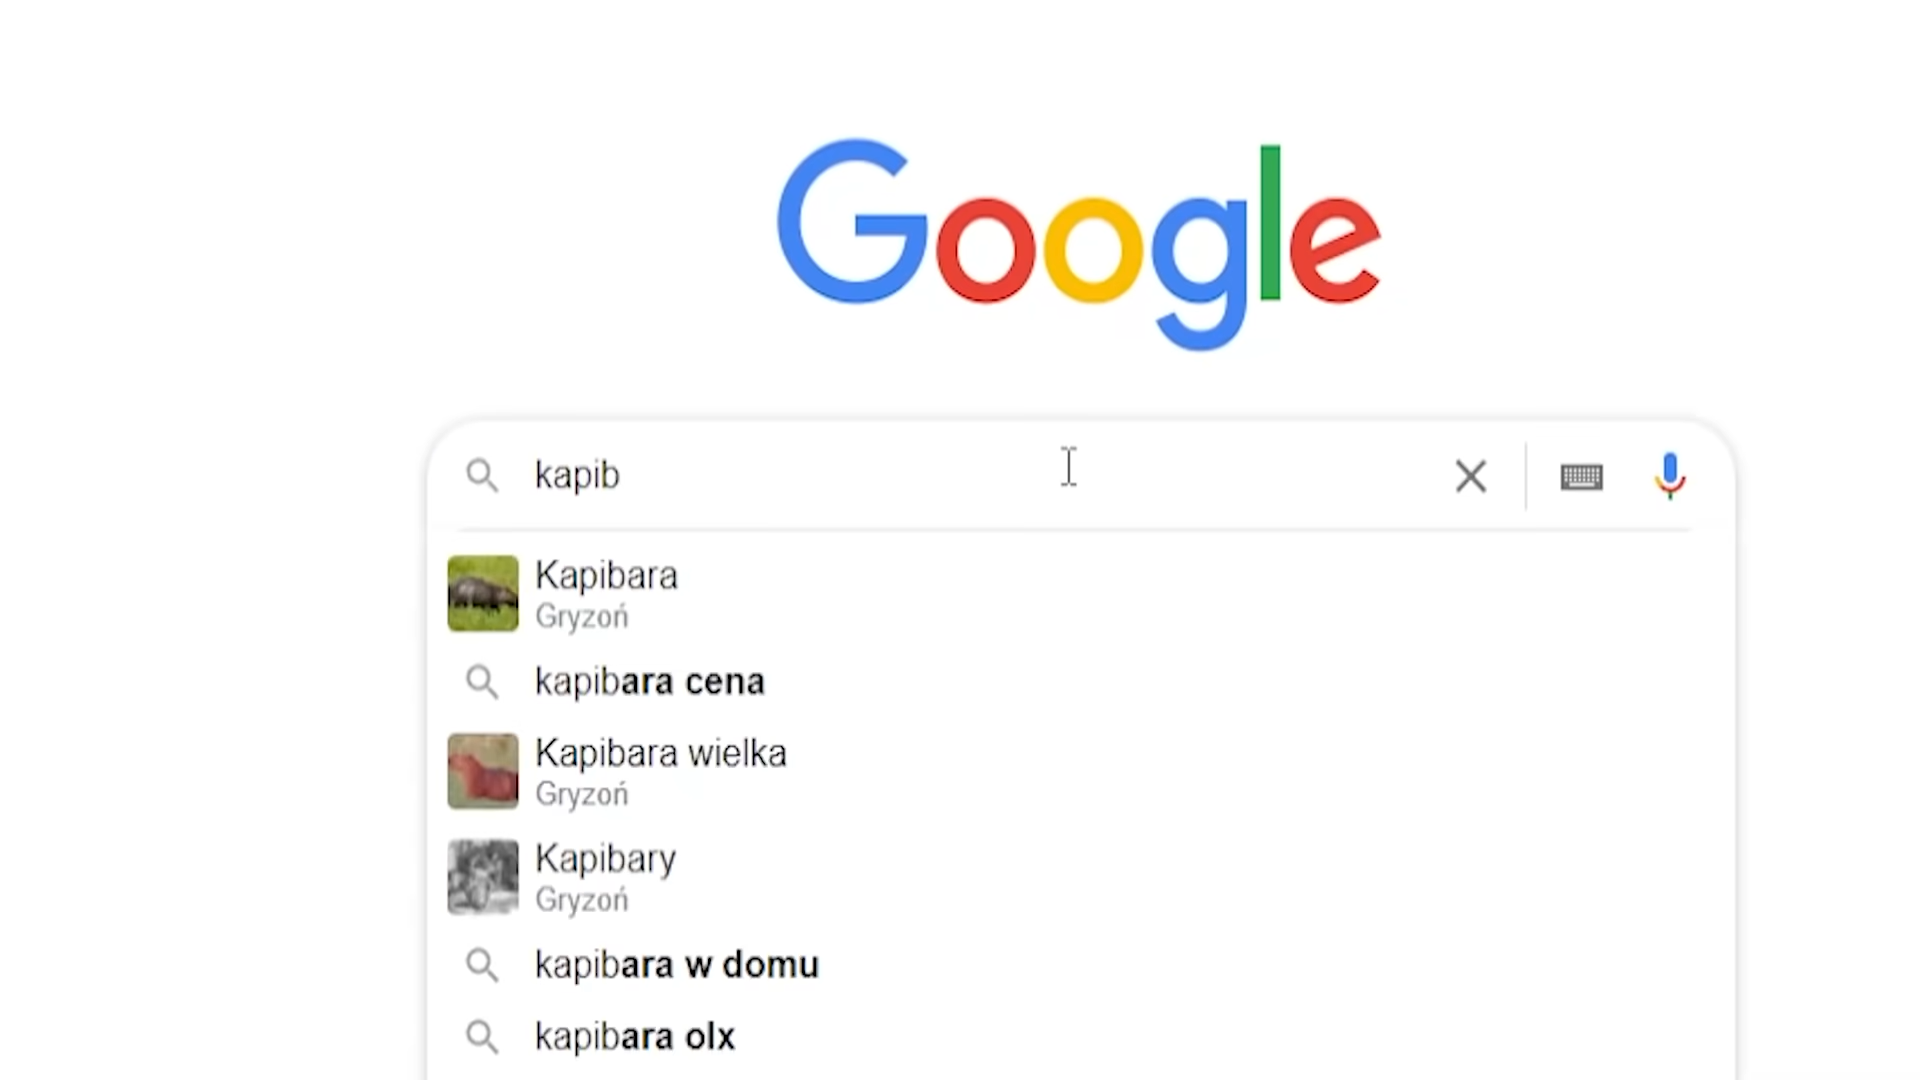 Google
kapib
Kapibara
Gryzoń
kapibara cena
Kapibara wielka
Gryzoń
Kapibary
Gryzoń
kapibara w domu
kapibara olx